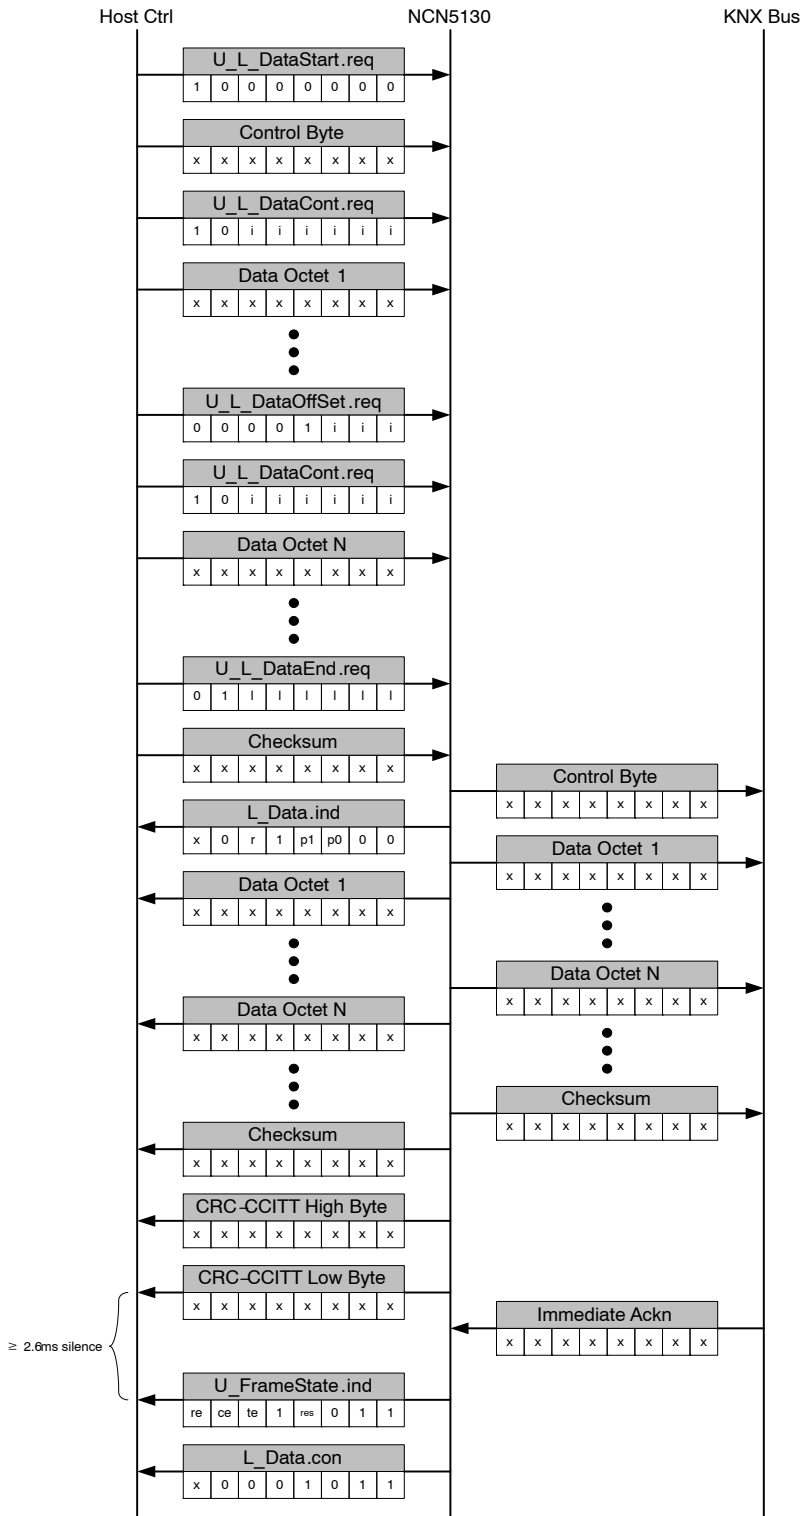 Host Ctrl NCN5130 KNX Bus
U_L_DataStart.req
1 0 0 0 0 0 0 0
Control Byte
x x x x x x x x
U_L_DataCont.req
1 0 i i i i i i
Data Octet 1
x x x x x x x x
U_L_DataOffSet.req
0 0 0 0 1 i i i
U_L_DataCont.req
1 0 i i i i i i
Data Octet N
x x x x x x x x
U_L_DataEnd.req
0 1 l l l l l l
Checksum
x x x x x x x x
Control Byte
x x x x x x x x
L_Data.ind
x 0 r 1 p1 p0 0 0
Data Octet 1
x x x x x x x x
Data Octet 1
x x x x x x x x
Data Octet N
x x x x x x x x
Data Octet N
x x x x x x x x
Checksum
x x x x x x x x
Checksum
x x x x x x x x
CRC-CCITT High Byte
x x x x x x x x
CRC-CCITT Low Byte
x x x x x x x x
Immediate Ackn
x x x x x x x x
≥ 2.6ms silence
U_FrameState.ind
re ce te 1 res 0 1 1
L_Data.con
x 0 0 0 1 0 1 1